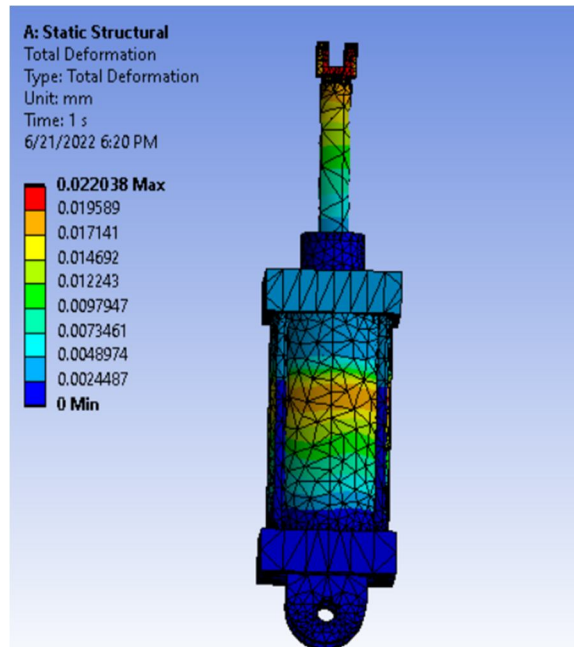 A: Static Structural
Total Deformation
Type: Total Deformation
Unit: mm
Time: 1 s
6/21/2022 6:20 PM
0.022038 Max
0.019589
0.017141
0.014692
0.012243
0.0097947
0.0073461
0.0048974
0.0024487
0 Min